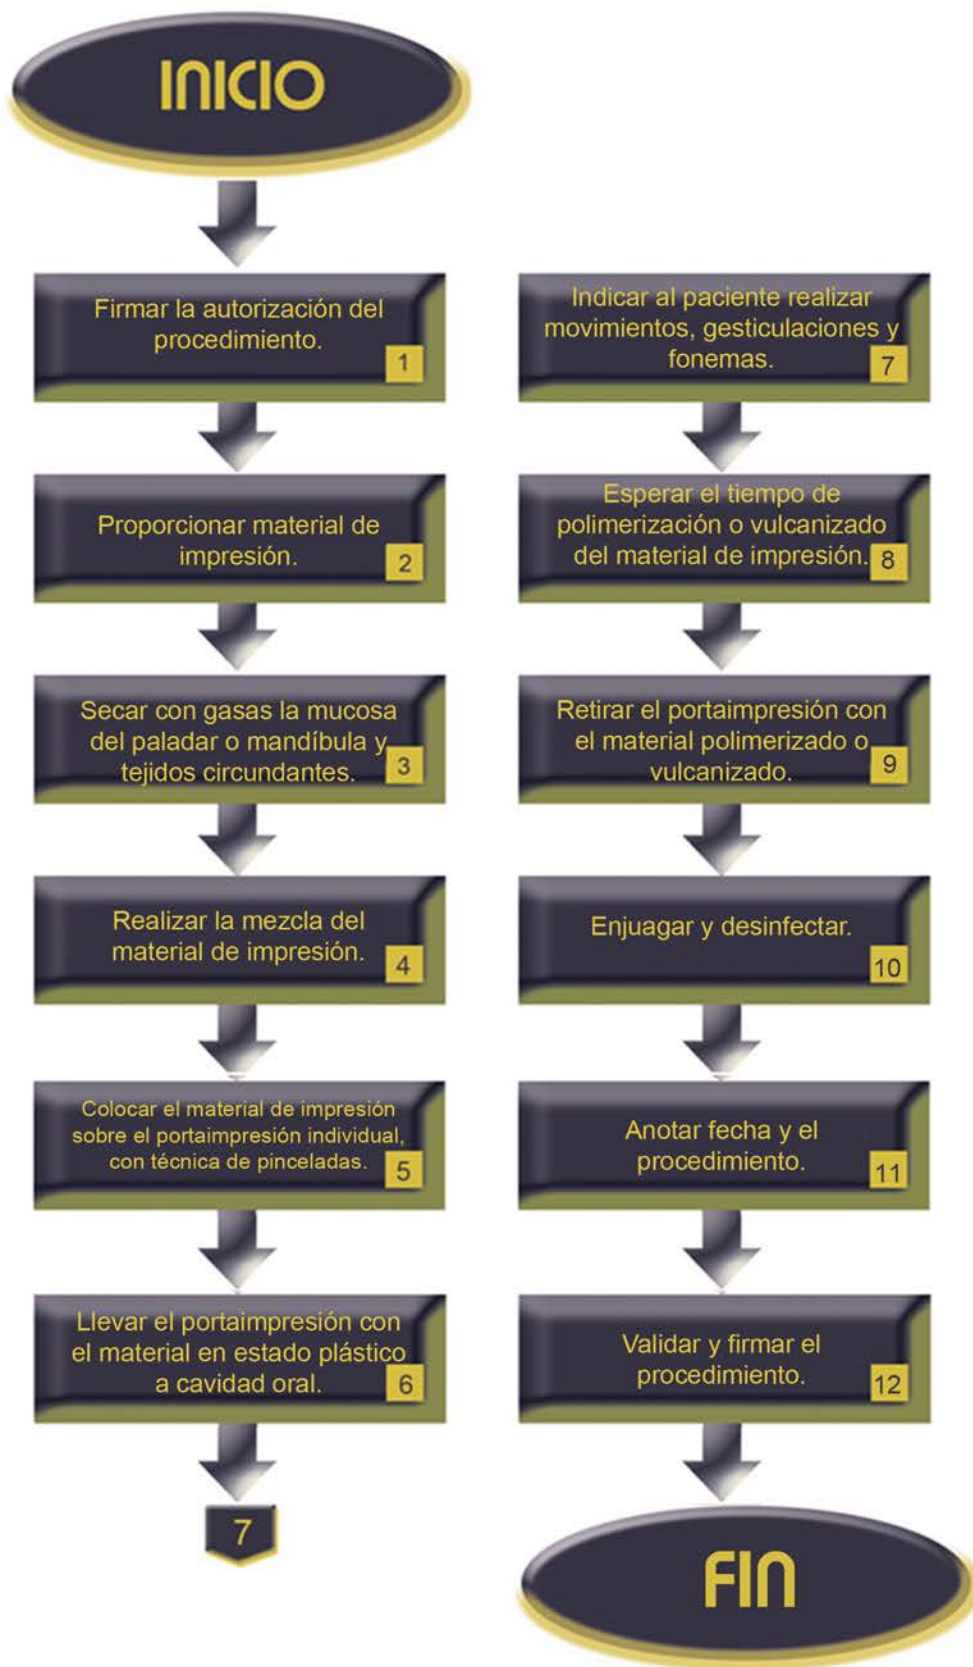 INICIO
Firmar la autorización del
procedimiento.
1
Proporcionar material de
impresión.
2
Secar con gasas la mucosa
del paladar o mandíbula y
tejidos circundantes.
3
Realizar la mezcla del
material de impresión.
4
Colocar el material de impresión
sobre el portaimpresión individual,
con técnica de pinceladas.
5
Llevar el portaimpresión con
el material en estado plástico
a cavidad oral.
6
7
Indicar al paciente realizar
movimientos, gesticulaciones y
fonemas.
7
Esperar el tiempo de
polimerización o vulcanizado
del material de impresión.
8
Retirar el portaimpresión con
el material polimerizado o
vulcanizado.
9
Enjuagar y desinfectar.
10
Anotar fecha y el
procedimiento.
11
Validar y firmar el
procedimiento.
12
FIN